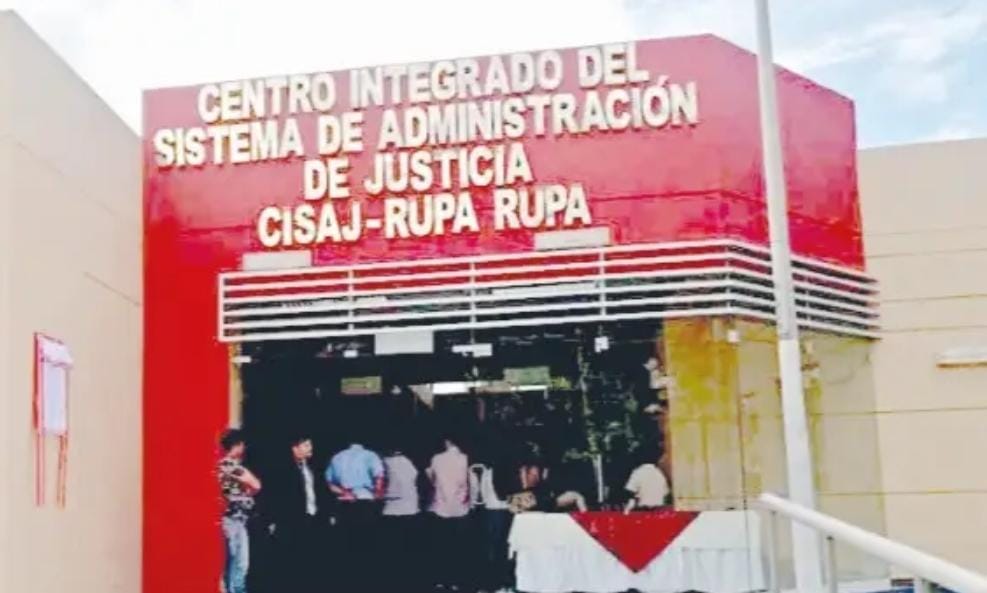 CENTRO INTEGRADO DEL
SISTEMA DE ADMINISTRACIÓN
DE JUSTICIA
CISAJ-RUPA RUPA